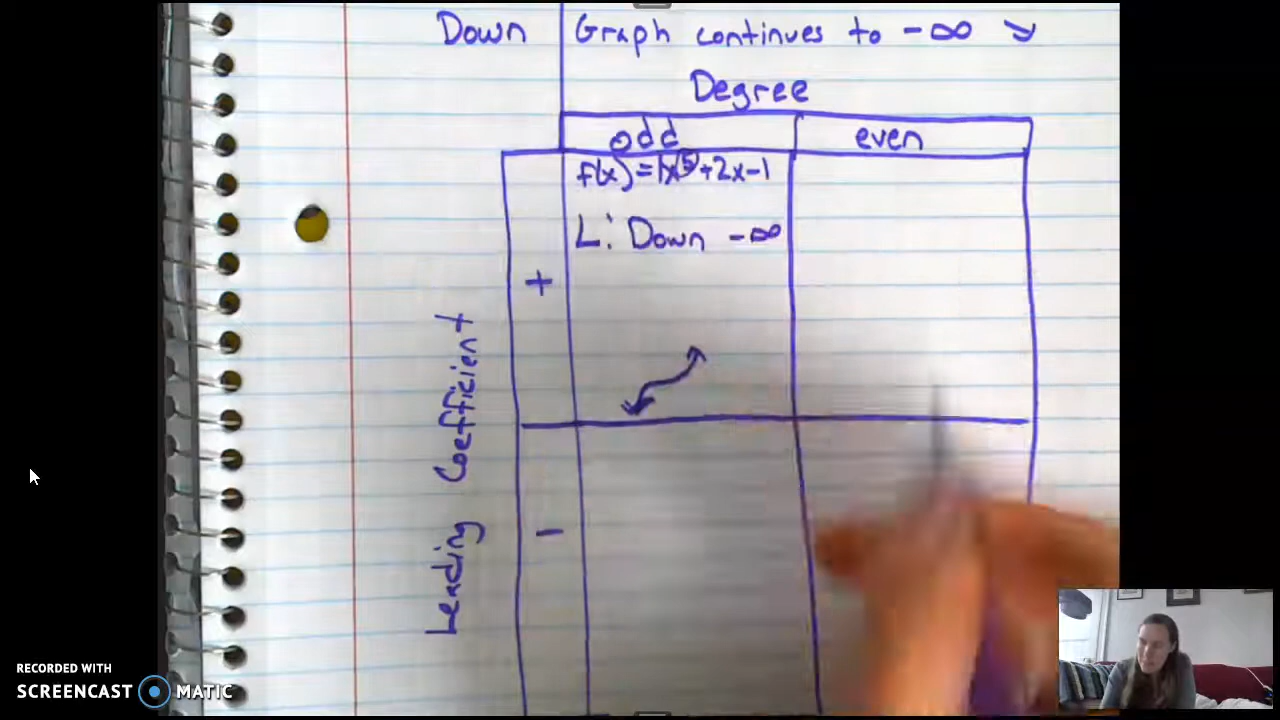 Down Graph continues to -∞ ↘
Degree
odd even
f(x)=1x⁵+2x-1
L: Down -∞
+
Leading Coefficient
-
RECORDED WITH
SCREENCAST MATIC